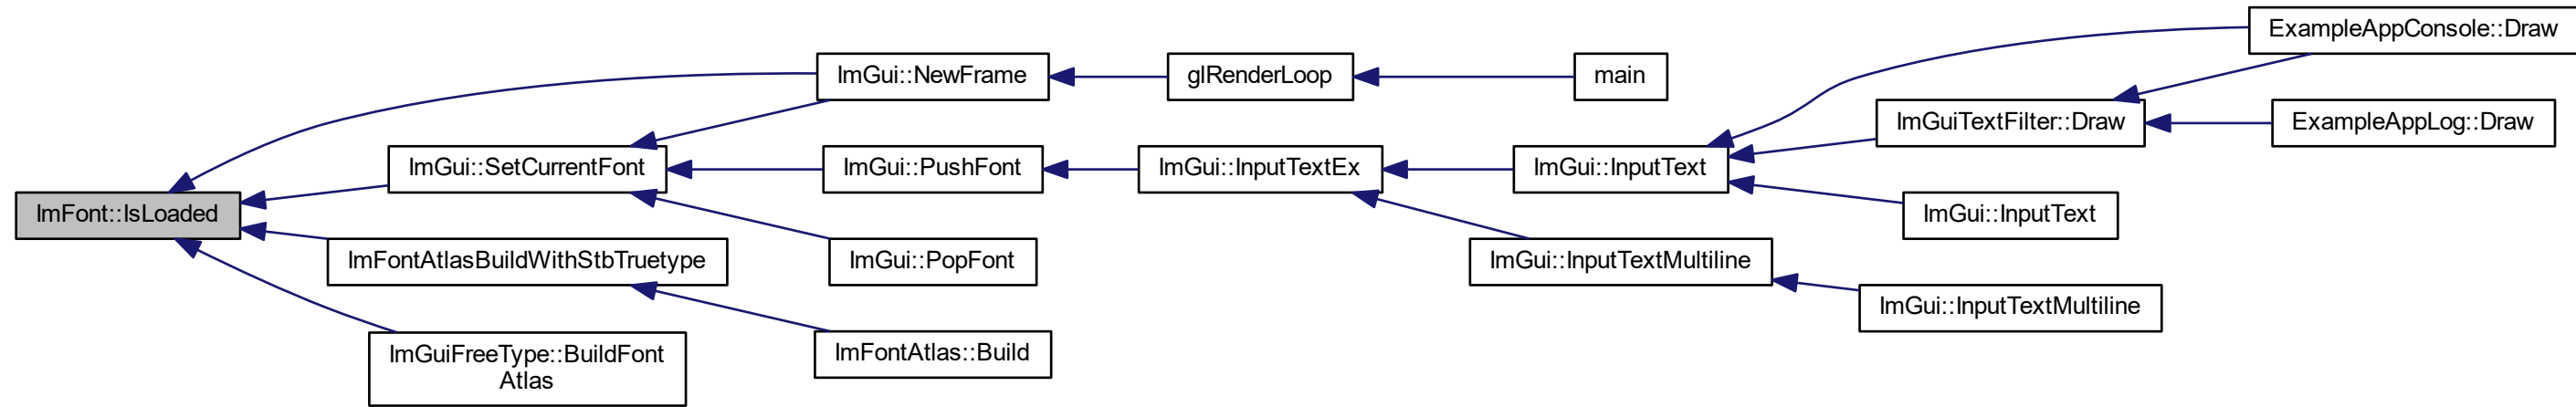 ImFont::IsLoaded
ImGui::NewFrame
glRenderLoop
main
ImGui::SetCurrentFont
ImGui::PushFont
ImGui::InputTextEx
ImGui::InputText
ExampleAppConsole::Draw
ImGuiTextFilter::Draw
ExampleAppLog::Draw
ImGui::InputText
ImGui::InputTextMultiline
ImGui::InputTextMultiline
ImGui::PopFont
ImFontAtlasBuildWithStbTruetype
ImFontAtlas::Build
ImGuiFreeType::BuildFont
Atlas